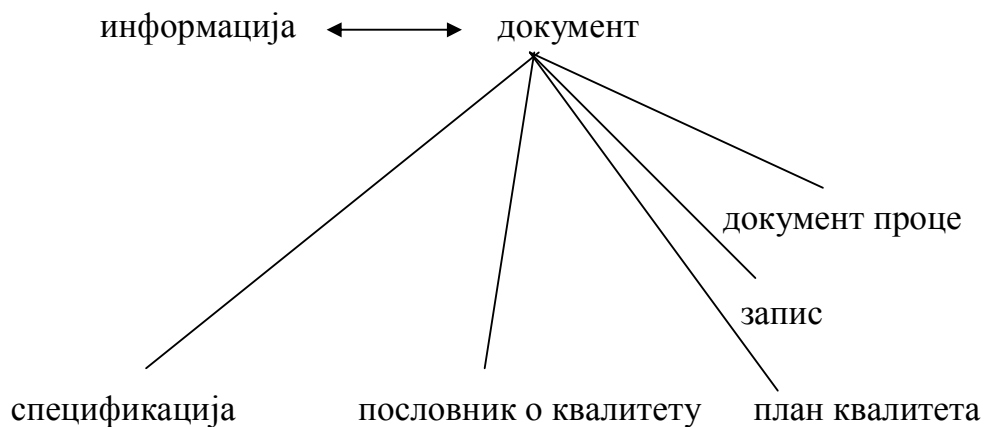 информација документ
документ проце
запис
спецификација пословник о квалитету план квалитета